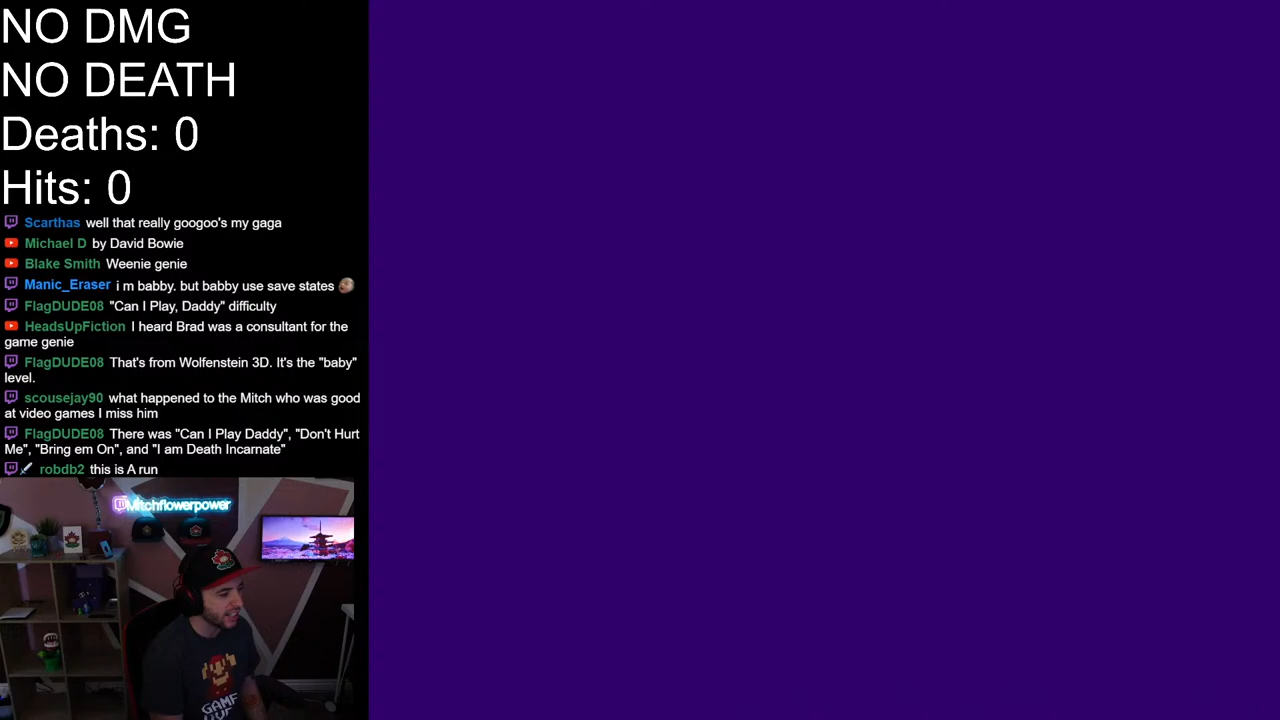 NO DMG
NO DEATH
Deaths: 0
Hits: 0
Scarthas well that really googoo's my gaga
Michael D by David Bowie
Blake Smith Weenie genie
Manic_Eraser i m babby. but babby use save states
FlagDUDE08 "Can I Play, Daddy" difficulty
HeadsUpFiction I heard Brad was a consultant for the
game genie
FlagDUDE08 That's from Wolfenstein 3D. It's the "baby"
level.
scousejay90 what happened to the Mitch who was good
at video games I miss him
FlagDUDE08 There was "Can I Play Daddy", "Don't Hurt
Me", "Bring em On", and "I am Death Incarnate"
robdb2 this is A run
Mitchflowerpower
GAME